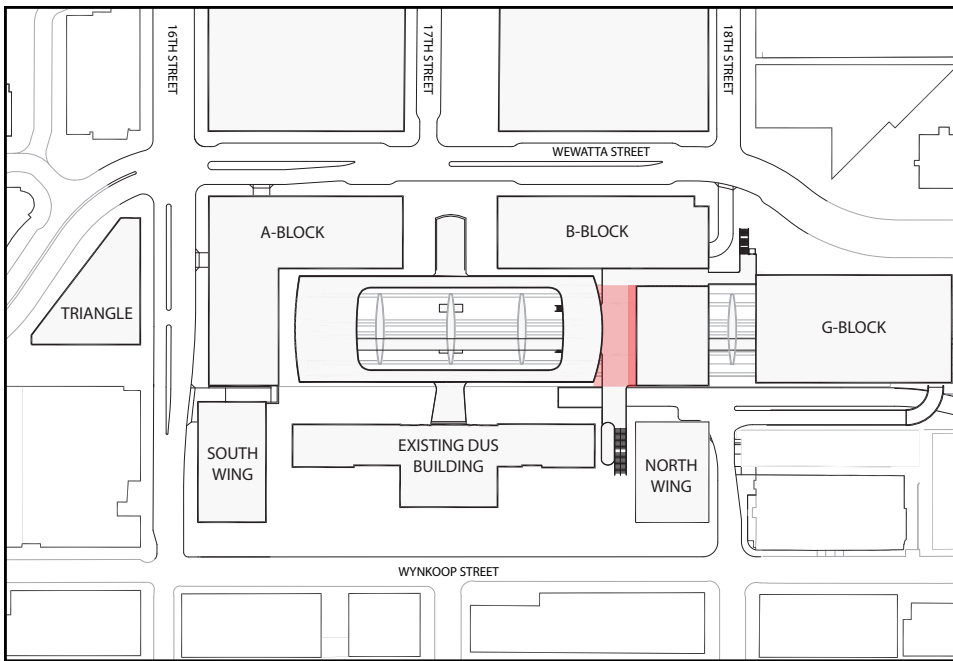 16TH STREET
17TH STREET
18TH STREET
WEWATTA STREET
A-BLOCK
B-BLOCK
TRIANGLE
G-BLOCK
SOUTH
WING
EXISTING DUS
BUILDING
NORTH
WING
WYNKOOP STREET